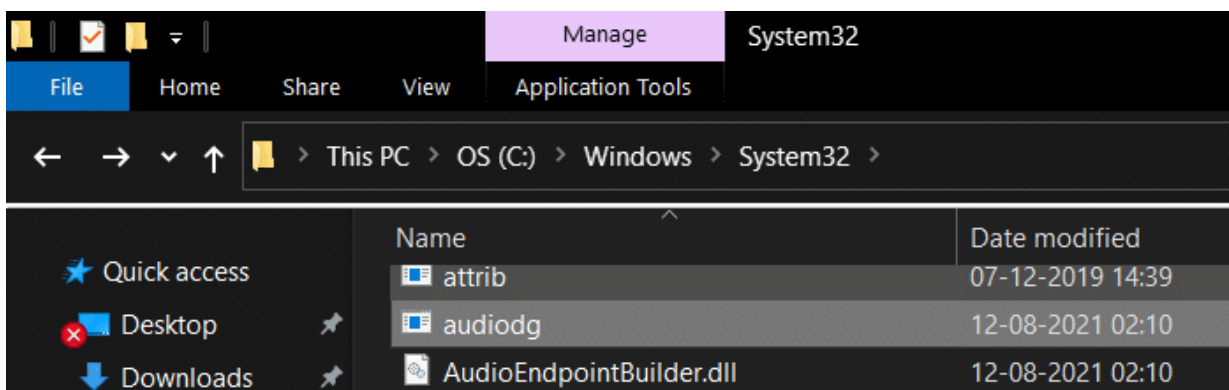 Manage System32
File Home Share View Application Tools
This PC > OS (C:) > Windows > System32 >
Name Date modified
Quick access
attrib 07-12-2019 14:39
Desktop
audiodg 12-08-2021 02:10
Downloads
AudioEndpointBuilder.dll 12-08-2021 02:10